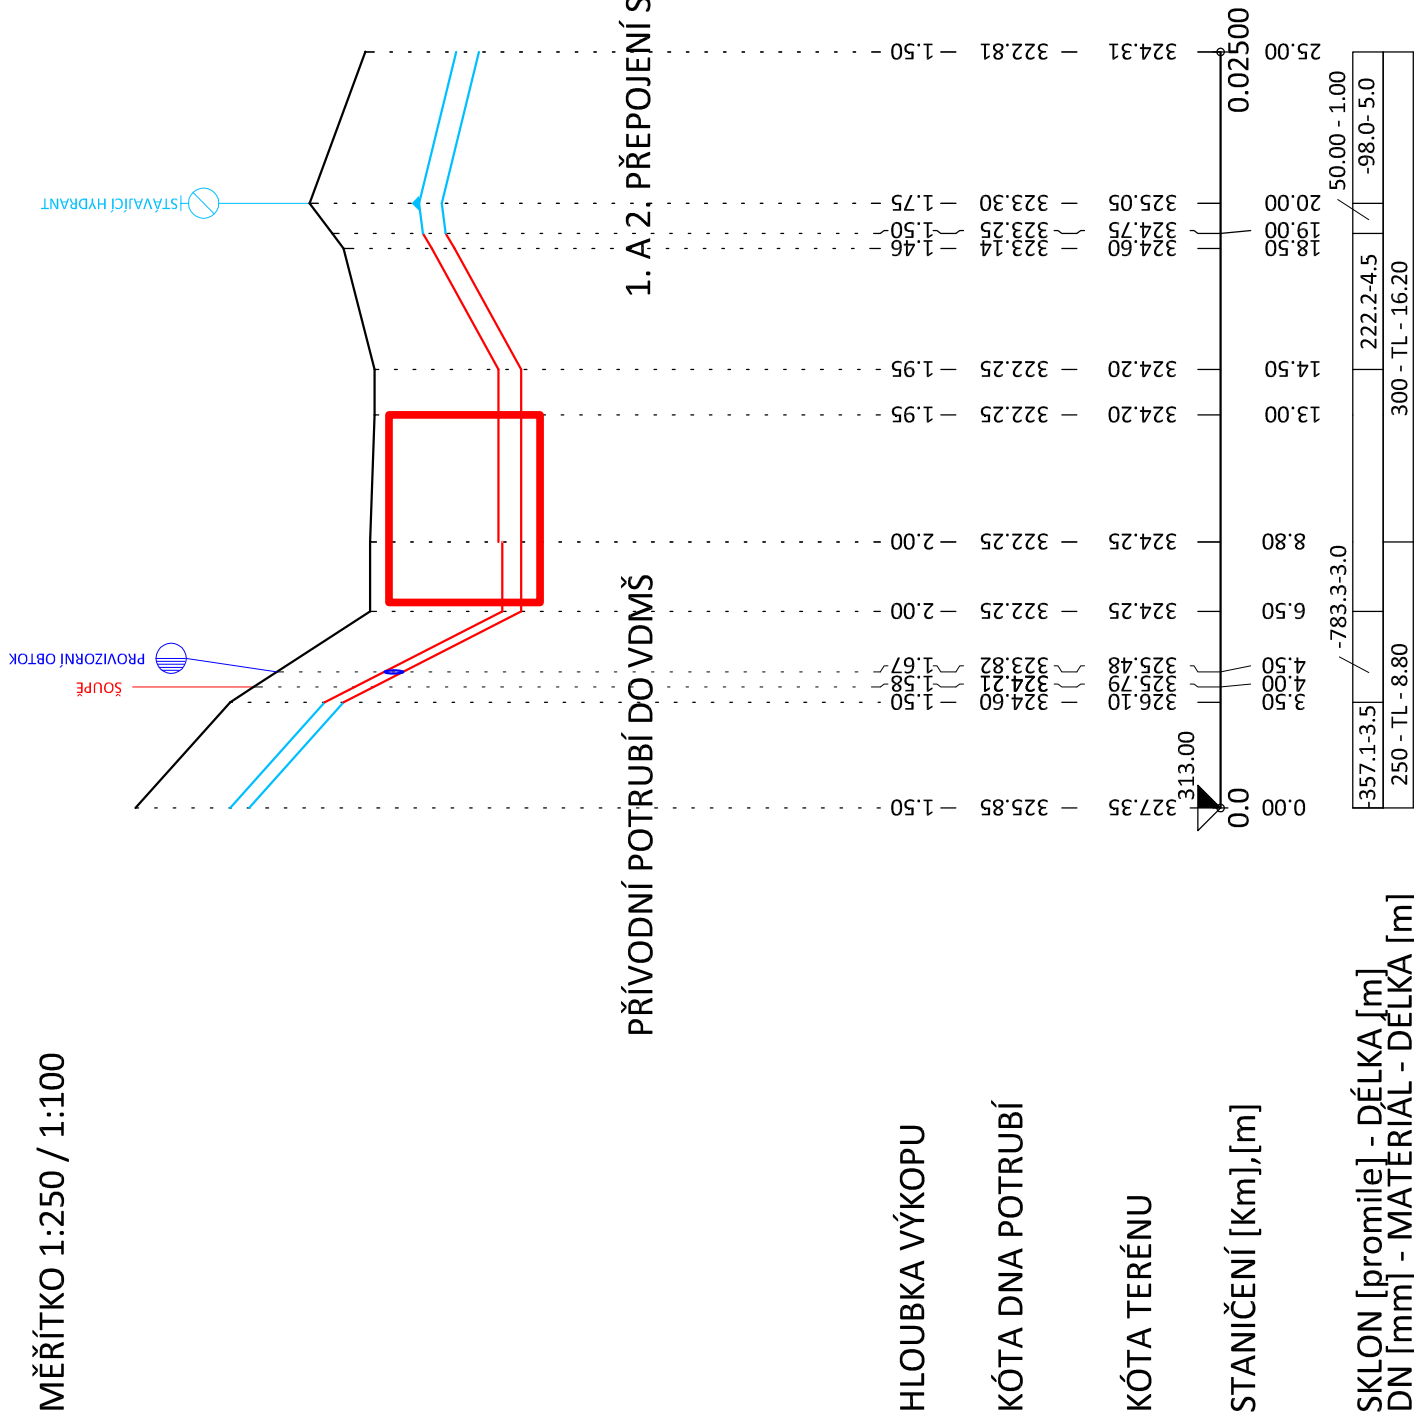 MĚŘÍTKO 1:250 / 1:100
ŠOUPĚ
PROVIZORNÍ OBTOK
STÁVAJÍCÍ HYDRANT
PŘÍVODNÍ POTRUBÍ DO VDMŠ
1. A 2. PŘEPOJENÍ S
HLOUBKA VÝKOPU
1.50 1.50 1.58 1.67 2.00 2.00 1.95 1.95 1.46 1.50 1.75 1.50
KÓTA DNA POTRUBÍ
325.85 324.60 324.21 323.82 322.25 322.25 322.25 322.25 323.14 323.25 323.30 322.81
KÓTA TERÉNU
327.35 326.10 325.79 325.48 324.25 324.25 324.20 324.20 324.60 324.75 325.05 324.31
313.00
STANIČENÍ [Km],[m]
0.0 0.02500
0.00 3.50 4.00 4.50 6.50 8.80 13.00 14.50 18.50 19.00 20.00 25.00
-783.3-3.0 50.00 - 1.00
SKLON [promile] - DÉLKA [m]
-357.1-3.5 222.2-4.5 -98.0- 5.0
DN [mm] - MATERIÁL - DÉLKA [m]
250 - TL - 8.80 300 - TL - 16.20